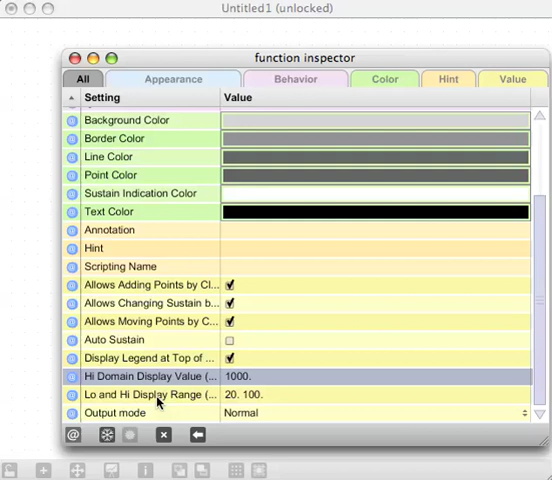 Untitled1 (unlocked)
function inspector
All Appearance Behavior Color Hint Value
Setting Value
Background Color
Border Color
Line Color
Point Color
Sustain Indication Color
Text Color
Annotation
Hint
Scripting Name
Allows Adding Points by Cl...
Allows Changing Sustain b...
Allows Moving Points by C...
Auto Sustain
Display Legend at Top of ...
Hi Domain Display Value (... 1000.
Lo and Hi Display Range (... 20. 100.
Output mode Normal